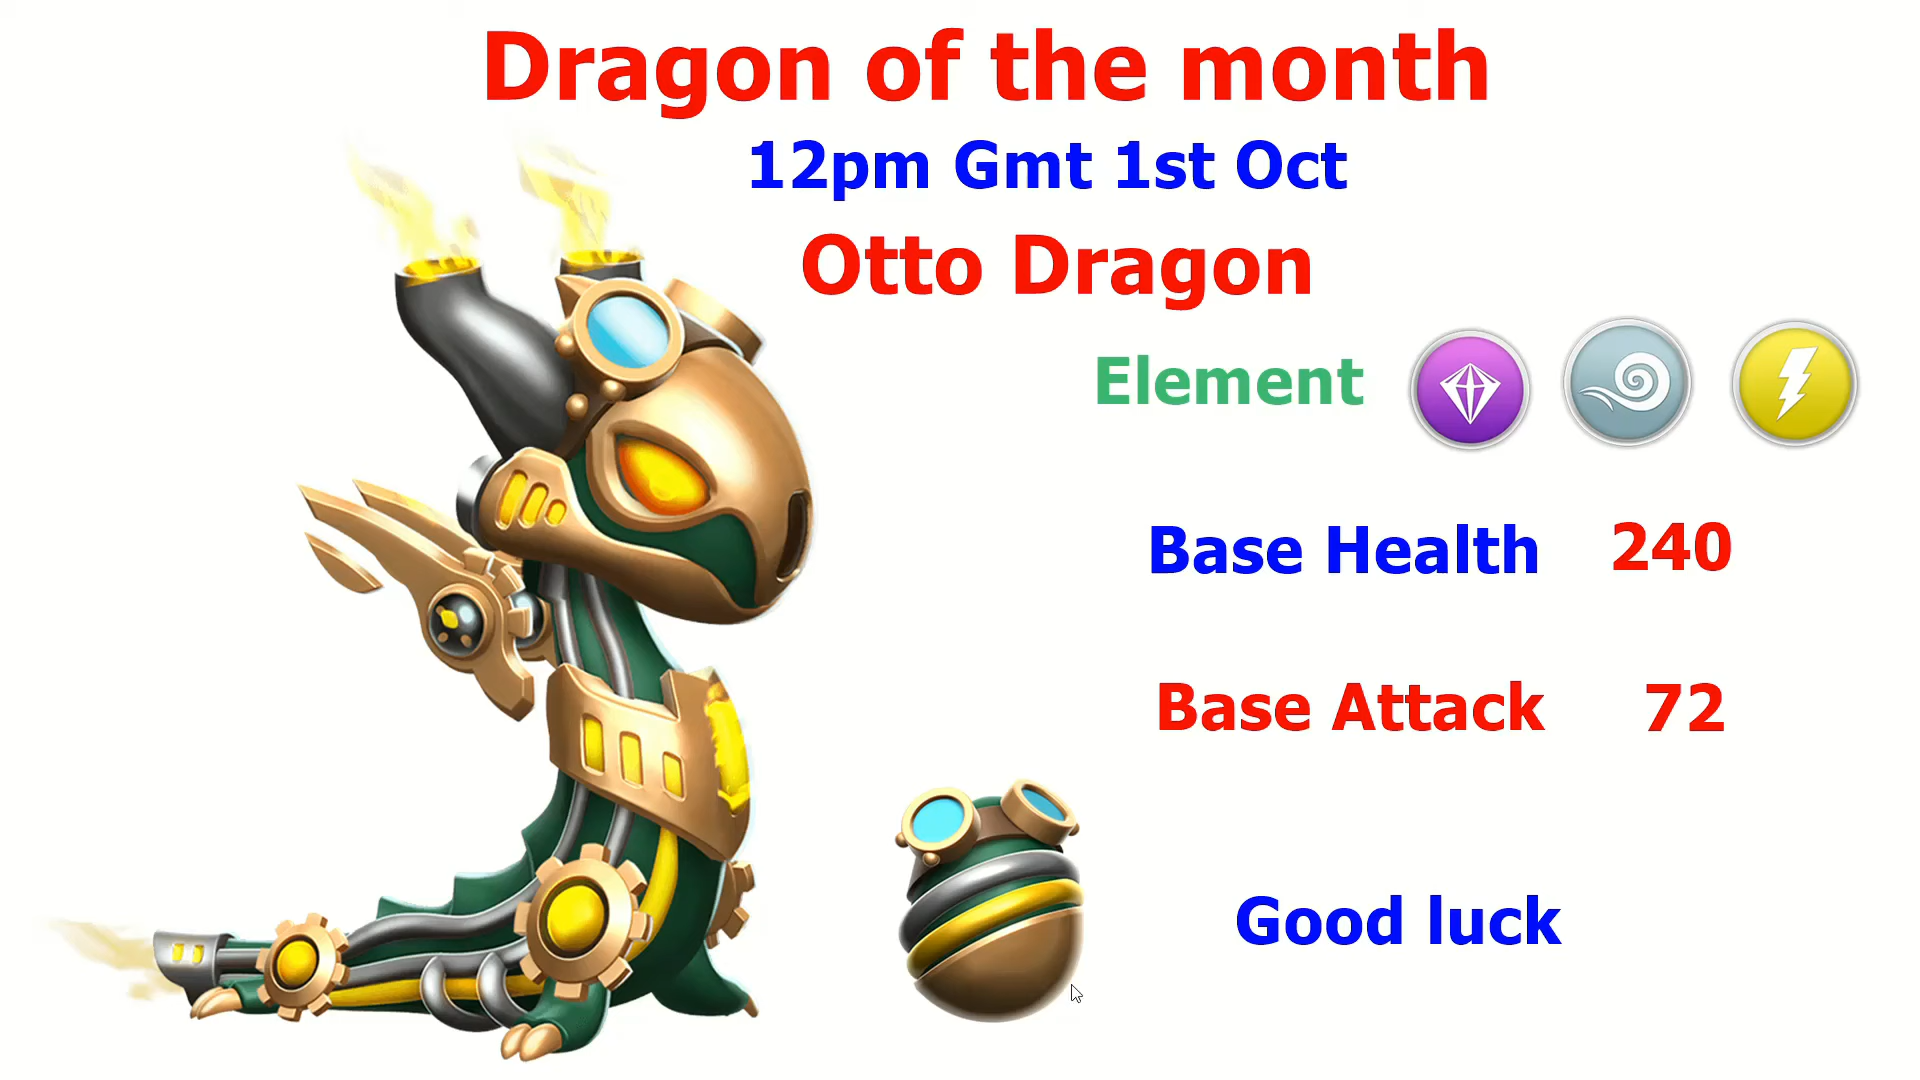 Dragon of the month
12pm Gmt 1st Oct
Otto Dragon
Element
Base Health 240
Base Attack 72
Good luck